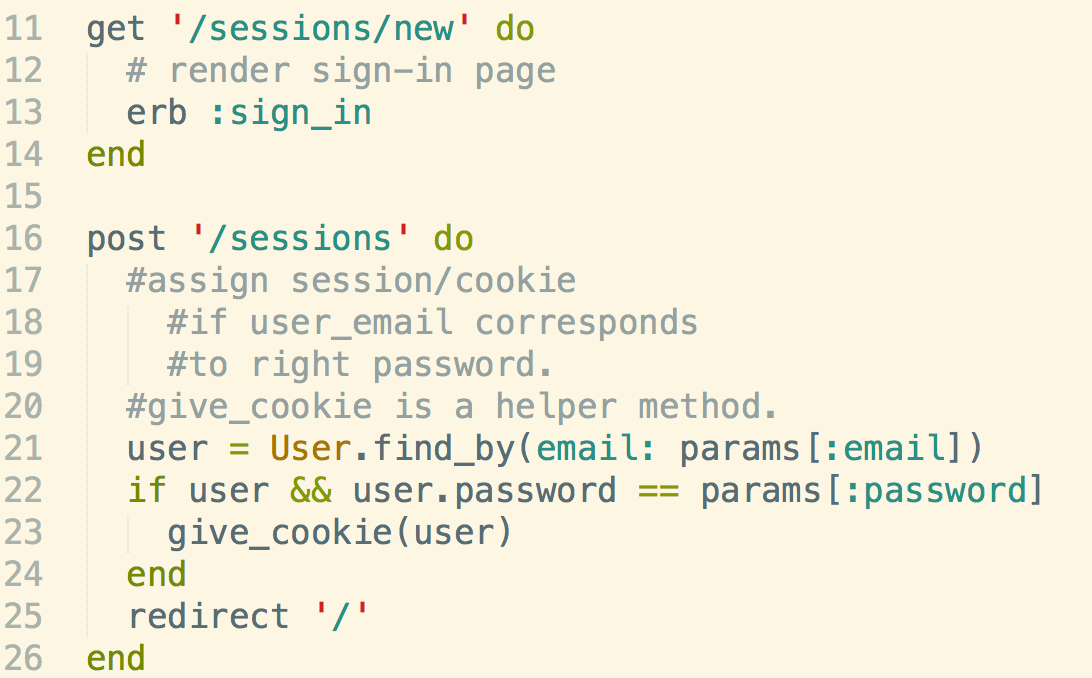 11 get '/sessions/new' do
12   # render sign-in page
13   erb :sign_in
14 end
15
16 post '/sessions' do
17   #assign session/cookie
18     #if user_email corresponds
19     #to right password.
20   #give_cookie is a helper method.
21   user = User.find_by(email: params[:email])
22   if user && user.password == params[:password]
23     give_cookie(user)
24   end
25   redirect '/'
26 end